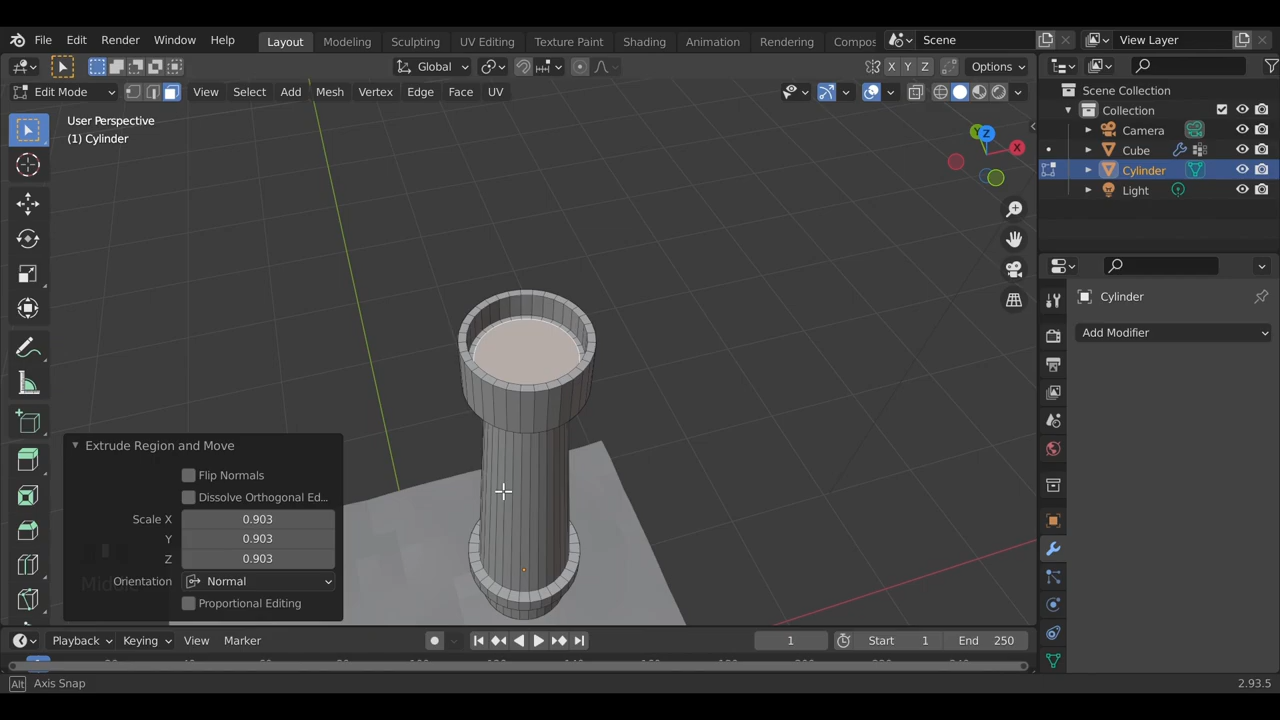 File Edit Render Window Help Layout Modeling Sculpting UV Editing Texture Paint Shading Animation Rendering Compos Scene View Layer
Global X Y Z Options
Edit Mode View Select Add Mesh Vertex Edge Face UV
User Perspective
(1) Cylinder
Y Z X
Scene Collection
Collection
Camera
Cube
Cylinder
Light
Cylinder
Add Modifier
Extrude Region and Move
Flip Normals
Dissolve Orthogonal Ed...
Scale X 0.903
Y 0.903
Z 0.903
Orientation Normal
Proportional Editing
Playback Keying View Marker 1 Start 1 End 250
Alt Axis Snap 2.93.5